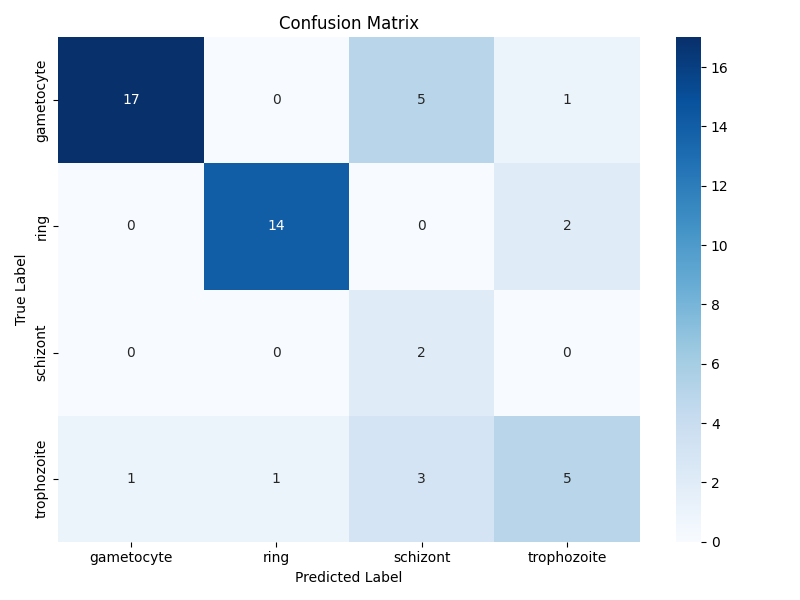 Confusion Matrix
True Label
gametocyte 17 0 5 1
ring 0 14 0 2
schizont 0 0 2 0
trophozoite 1 1 3 5
gametocyte ring schizont trophozoite
Predicted Label
16
14
12
10
8
6
4
2
0